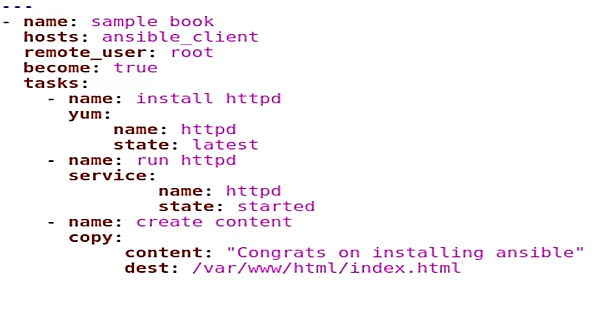 ---
- name: sample book
  hosts: ansible_client
  remote_user: root
  become: true
  tasks:
    - name: install httpd
      yum:
          name: httpd
          state: latest
    - name: run httpd
      service:
              name: httpd
              state: started
    - name: create content
      copy:
           content: "Congrats on installing ansible"
           dest: /var/www/html/index.html